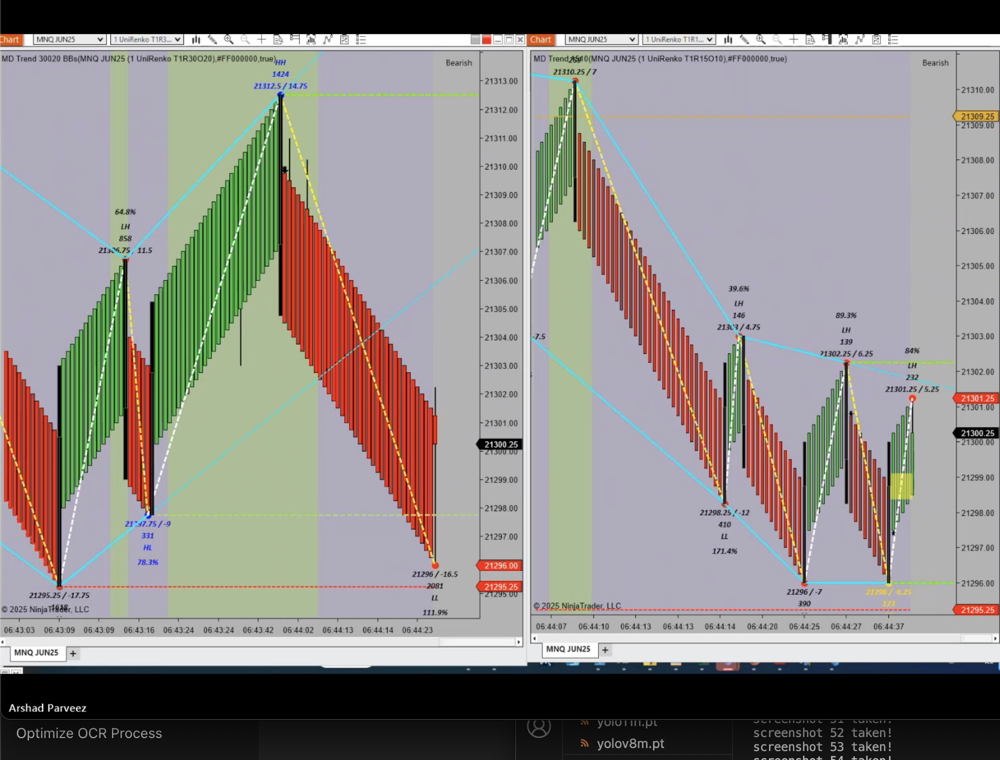 Chart
MNQ JUN25
1 UniRenko T1R3...
MD Trend 30020 BBs(MNQ JUN25 (1 UniRenko T1R30O20),#FF000000,true)
Bearish
HH
1424
21312.5 / 14.75
64.8%
LH
858
21306.75 / 11.5
21297.75 / -9
331
HL
78.3%
21295.25 / -17.75
© 2025 NinjaTrader, LLC
21296 / -16.5
2081
LL
111.9%
21313.00
21312.00
21311.00
21310.00
21309.00
21308.00
21307.00
21306.00
21305.00
21304.00
21303.00
21302.00
21301.00
21300.25
21299.00
21298.00
21297.00
21296.00
21295.25
21295.00
06:43:03 06:43:09 06:43:09 06:43:16 06:43:24 06:44:02 06:44:13 06:44:14 06:44:23
MNQ JUN25 +
Chart
MNQ JUN25
1 UniRenko T1R1...
(MNQ JUN25 (1 UniRenko T1R15O10),#FF000000,true)
Bearish
21310.25 / 7
39.6%
LH
146
21303 / 4.75
89.3%
LH
139
21302.25 / 6.25
84%
LH
232
21301.25 / 5.25
-7.5
21298.25 / -12
410
LL
171.4%
21296 / -7
390
21296 / -6.25
© 2025 NinjaTrader, LLC
21310.00
21309.25
21309.00
21308.00
21307.00
21306.00
21305.00
21304.00
21303.00
21302.00
21301.25
21301.00
21300.25
21300.00
21299.00
21298.00
21297.00
21296.00
21295.25
06:44:07 06:44:10 06:44:13 06:44:13 06:44:14 06:44:20 06:44:25 06:44:27 06:44:37
MNQ JUN25 +
Arshad Parveez
Optimize OCR Process
yolo11n.pt
yolov8m.pt
screenshot 51 taken!
screenshot 52 taken!
screenshot 53 taken!
screenshot 54 taken!